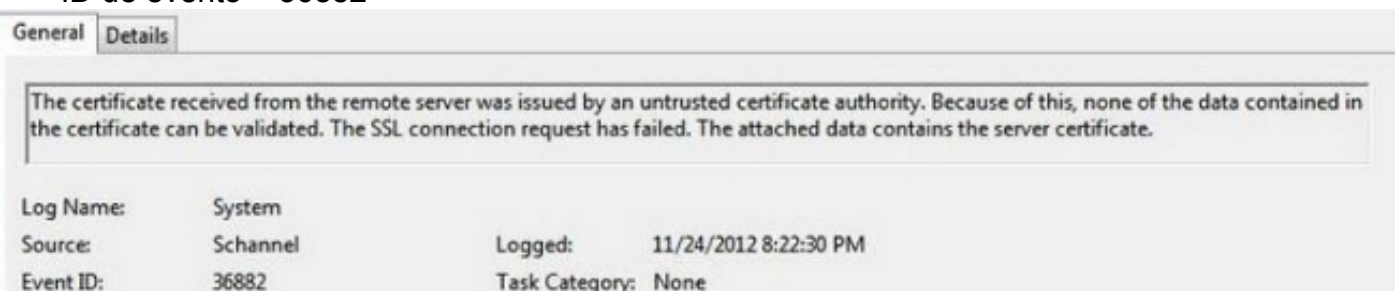 General Details
The certificate received from the remote server was issued by an untrusted certificate authority. Because of this, none of the data contained in
the certificate can be validated. The SSL connection request has failed. The attached data contains the server certificate.
Log Name: System
Source: Schannel Logged: 11/24/2012 8:22:30 PM
Event ID: 36882 Task Category: None